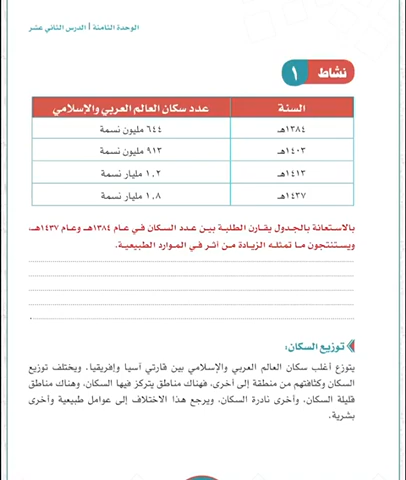 الوحدة الثامنة | الدرس الثاني عشر
نشاط ١
السنة عدد سكان العالم العربي والإسلامي
١٣٨٤هـ ٦٤٤ مليون نسمة
١٤٠٣هـ ٩١٣ مليون نسمة
١٤١٣هـ ١,٢ مليار نسمة
١٤٣٧هـ ١,٨ مليار نسمة
بالاستعانة بالجدول يقارن الطلبة بين عدد السكان في عام ١٣٨٤هـ وعام ١٤٣٧هـ،
ويستنتجون ما تمثله الزيادة من أثر في الموارد الطبيعية.
توزيع السكان:
يتوزع أغلب سكان العالم العربي والإسلامي بين قارتي آسيا وإفريقيا، ويختلف توزيع
السكان وكثافتهم من منطقة إلى أخرى، فهناك مناطق يتركز فيها السكان، وهناك مناطق
قليلة السكان، وأخرى نادرة السكان، ويرجع هذا الاختلاف إلى عوامل طبيعية وأخرى
بشرية.